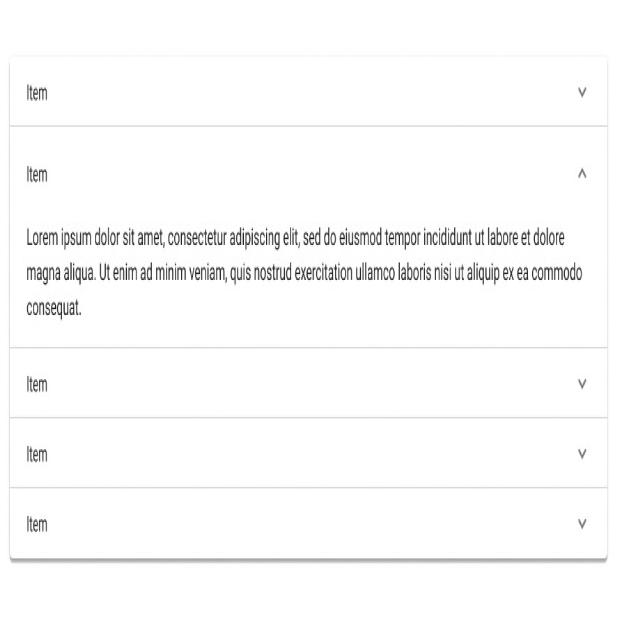 Item
Item
Lorem ipsum dolor sit amet, consectetur adipiscing elit, sed do eiusmod tempor incididunt ut labore et dolore
magna aliqua. Ut enim ad minim veniam, quis nostrud exercitation ullamco laboris nisi ut aliquip ex ea commodo
consequat.
Item
Item
Item